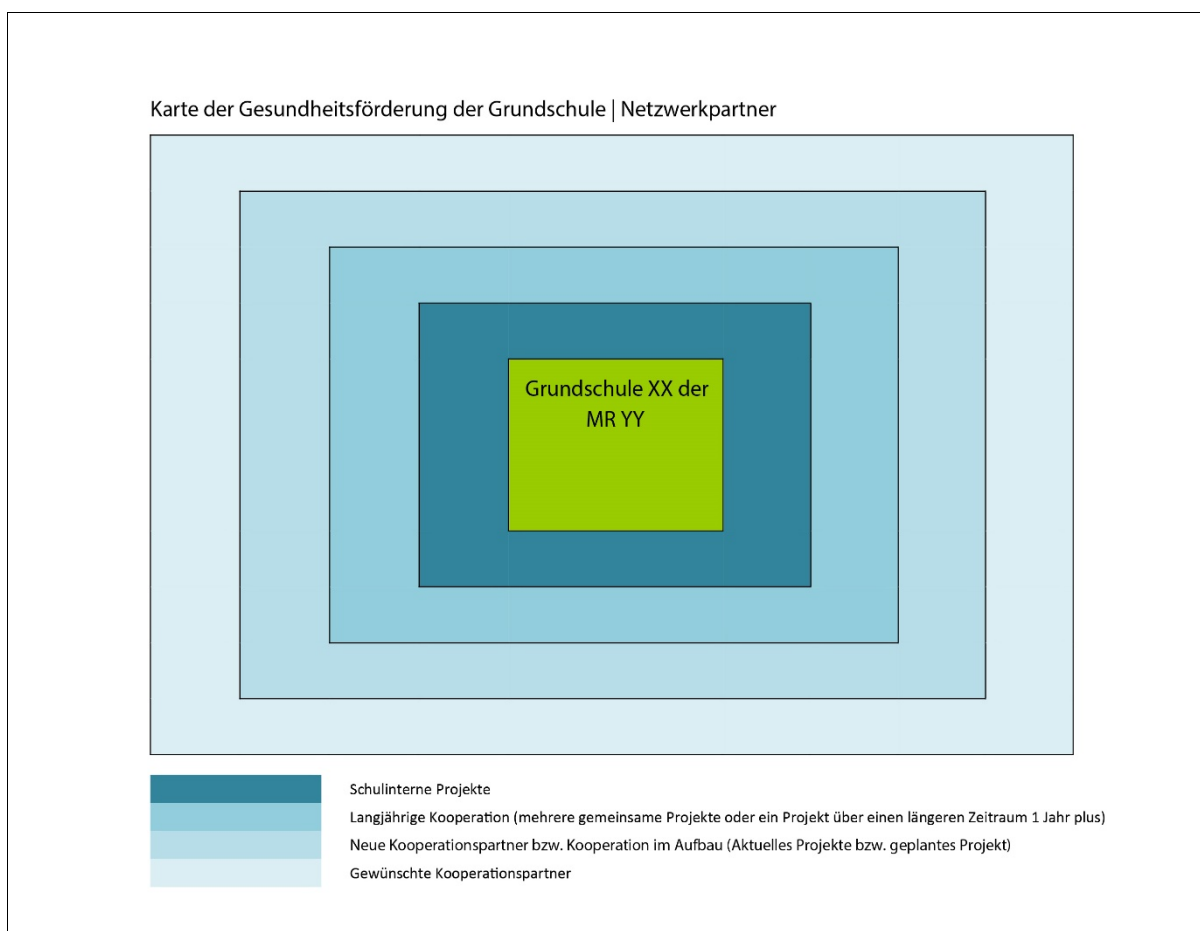 Karte der Gesundheitsförderung der Grundschule | Netzwerkpartner
Grundschule XX der
MR YY
Schulinterne Projekte
Langjährige Kooperation (mehrere gemeinsame Projekte oder ein Projekt über einen längeren Zeitraum 1 Jahr plus)
Neue Kooperationspartner bzw. Kooperation im Aufbau (Aktuelles Projekte bzw. geplantes Projekt)
Gewünschte Kooperationspartner